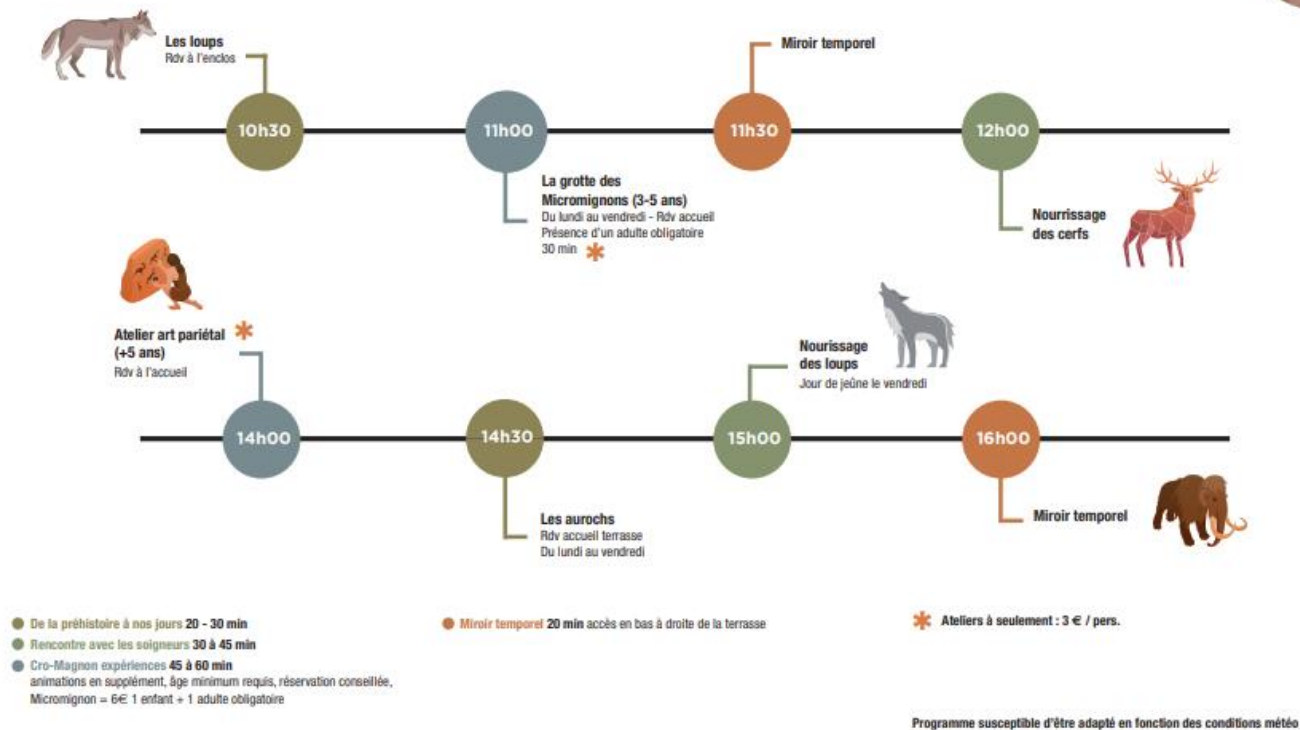 Les loups
Rdv à l'enclos
Miroir temporel
10h30
11h00
11h30
12h00
La grotte des
Micromignons (3-5 ans)
Du lundi au vendredi - Rdv accueil
Présence d'un adulte obligatoire
30 min *
Nourrissage
des cerfs
Atelier art pariétal *
(+5 ans)
Rdv à l'accueil
Nourissage
des loups
Jour de jeûne le vendredi
14h00
14h30
15h00
16h00
Les aurochs
Rdv accueil terrasse
Du lundi au vendredi
Miroir temporel
De la préhistoire à nos jours 20 - 30 min
Rencontre avec les soigneurs 30 à 45 min
Cro-Magnon expériences 45 à 60 min
animations en supplément, âge minimum requis, réservation conseillée,
Micromignon = 6€ 1 enfant + 1 adulte obligatoire
Miroir temporel 20 min accès en bas à droite de la terrasse
* Ateliers à seulement : 3 € / pers.
Programme susceptible d'être adapté en fonction des conditions météo